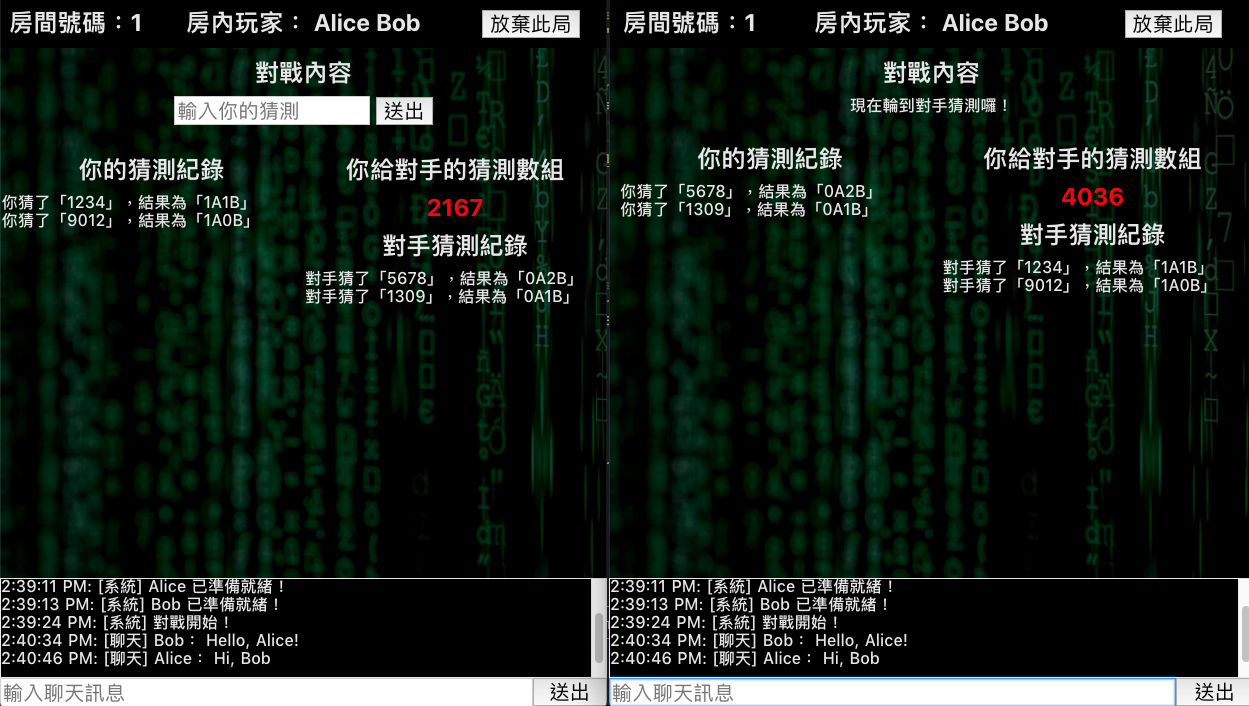 房間號碼：1 房內玩家： Alice Bob 放棄此局
對戰內容
輸入你的猜測 送出
你的猜測紀錄
你猜了「1234」，結果為「1A1B」
你猜了「9012」，結果為「1A0B」
你給對手的猜測數組
2167
對手猜測紀錄
對手猜了「5678」，結果為「0A2B」
對手猜了「1309」，結果為「0A1B」
2:39:11 PM: [系統] Alice 已準備就緒！
2:39:13 PM: [系統] Bob 已準備就緒！
2:39:24 PM: [系統] 對戰開始！
2:40:34 PM: [聊天] Bob： Hello, Alice!
2:40:46 PM: [聊天] Alice： Hi, Bob
輸入聊天訊息 送出
房間號碼：1 房內玩家： Alice Bob 放棄此局
對戰內容
現在輪到對手猜測囉！
你的猜測紀錄
你猜了「5678」，結果為「0A2B」
你猜了「1309」，結果為「0A1B」
你給對手的猜測數組
4036
對手猜測紀錄
對手猜了「1234」，結果為「1A1B」
對手猜了「9012」，結果為「1A0B」
2:39:11 PM: [系統] Alice 已準備就緒！
2:39:13 PM: [系統] Bob 已準備就緒！
2:39:24 PM: [系統] 對戰開始！
2:40:34 PM: [聊天] Bob： Hello, Alice!
2:40:46 PM: [聊天] Alice： Hi, Bob
輸入聊天訊息 送出